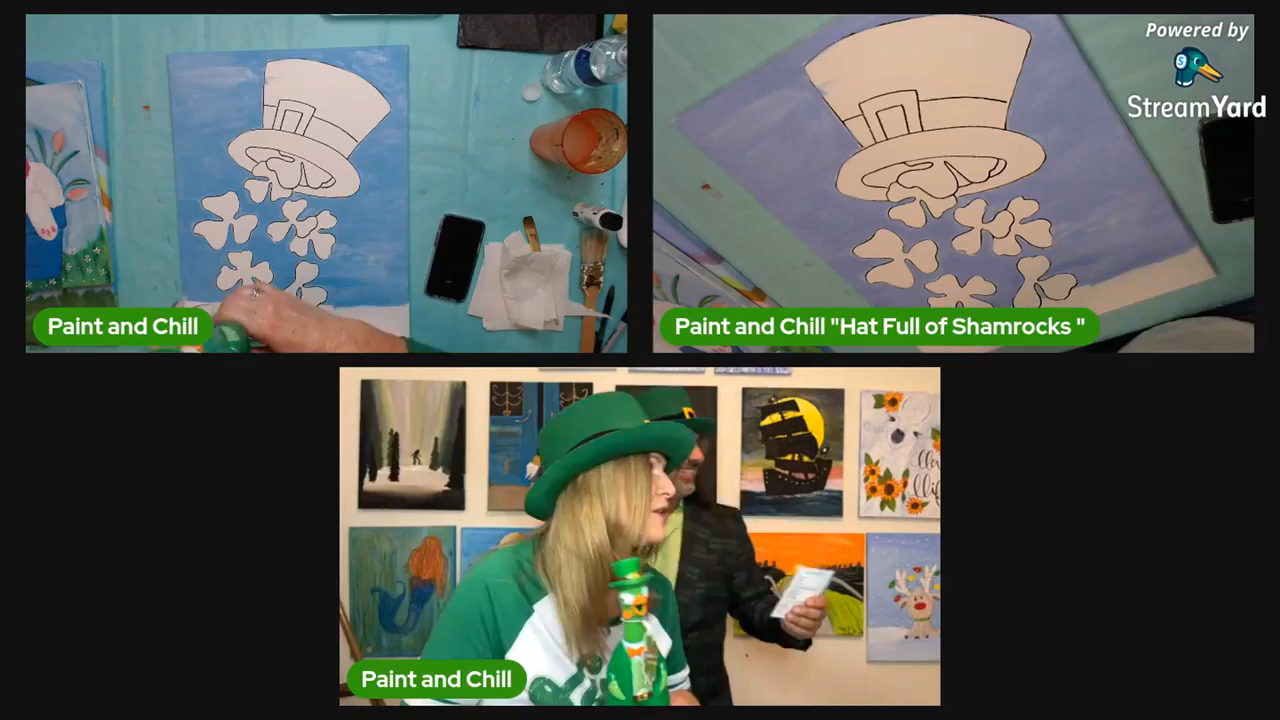 Powered by
StreamYard
Paint and Chill
Paint and Chill "Hat Full of Shamrocks "
Paint and Chill